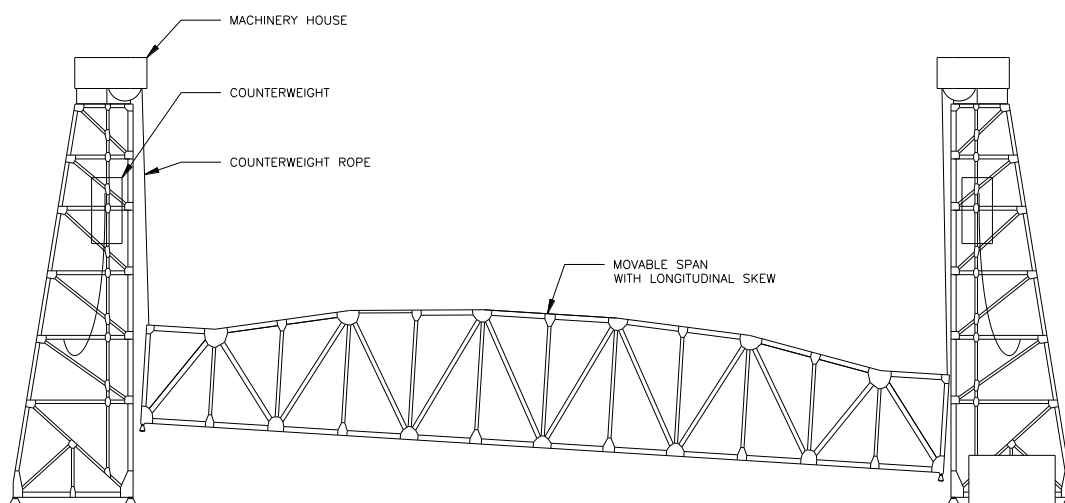 MACHINERY HOUSE
COUNTERWEIGHT
COUNTERWEIGHT ROPE
MOVABLE SPAN
WITH LONGITUDINAL SKEW